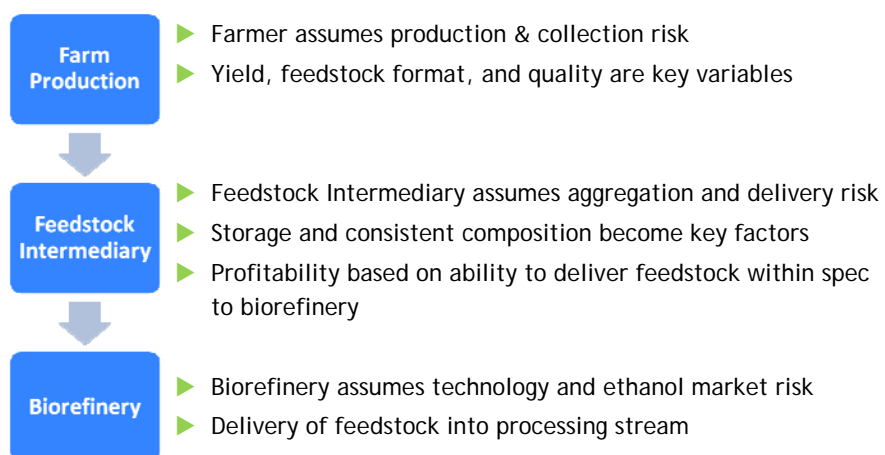 Farm
Production
Farmer assumes production & collection risk
Yield, feedstock format, and quality are key variables
Feedstock
Intermediary
Feedstock Intermediary assumes aggregation and delivery risk
Storage and consistent composition become key factors
Profitability based on ability to deliver feedstock within spec
to biorefinery
Biorefinery
Biorefinery assumes technology and ethanol market risk
Delivery of feedstock into processing stream